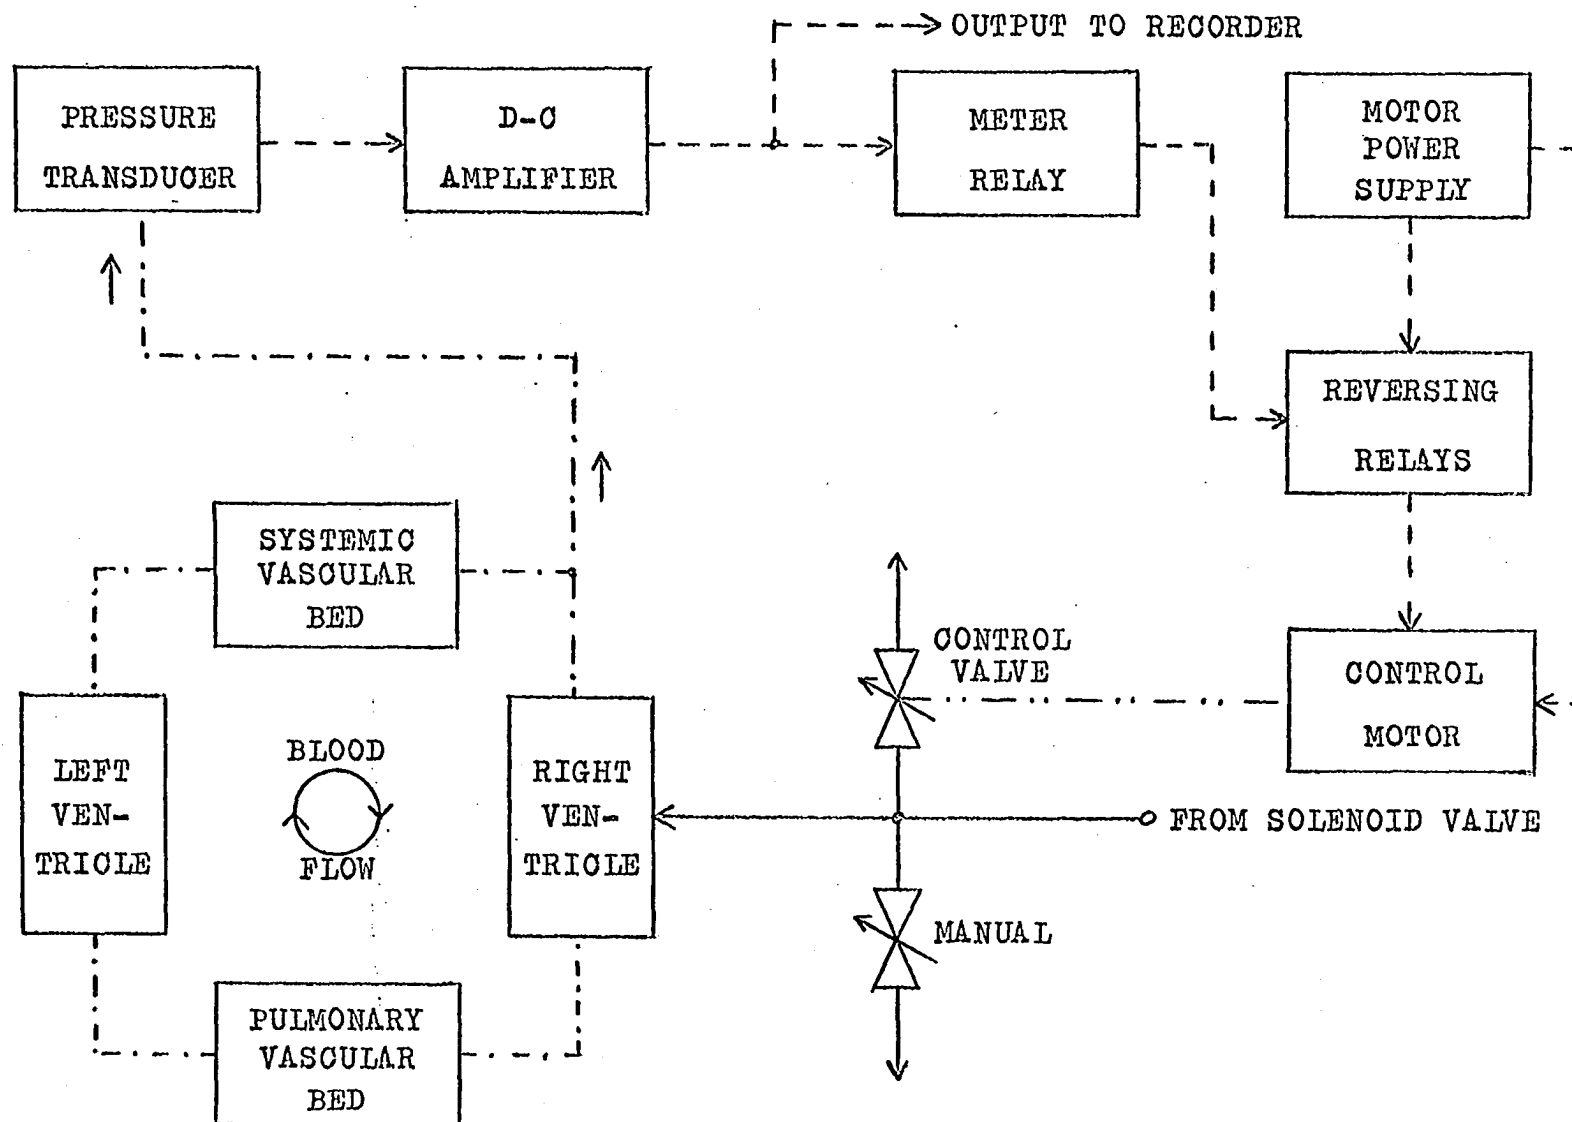 OUTPUT TO RECORDER
PRESSURE
TRANSDUCER
D-C
AMPLIFIER
METER
RELAY
MOTOR
POWER
SUPPLY
REVERSING
RELAYS
SYSTEMIC
VASCULAR
BED
CONTROL
VALVE
CONTROL
MOTOR
LEFT
VEN-
TRICLE
BLOOD
FLOW
RIGHT
VEN-
TRICLE
FROM SOLENOID VALVE
MANUAL
PULMONARY
VASCULAR
BED